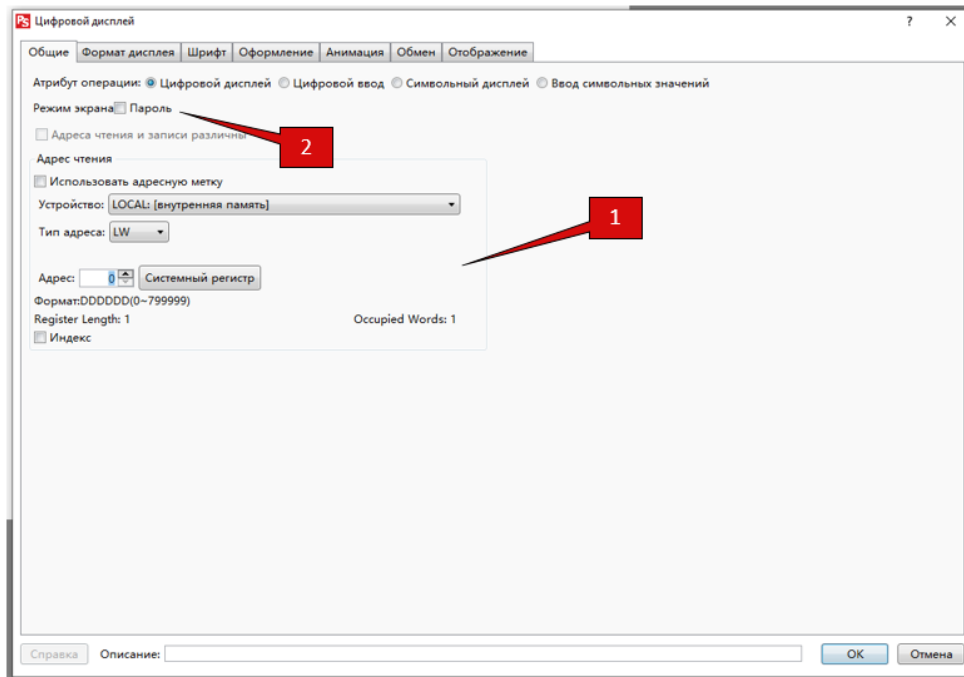 PS Цифровой дисплей ? ×
Общие Формат дисплея Шрифт Оформление Анимация Обмен Отображение
Атрибут операции: Цифровой дисплей Цифровой ввод Символьный дисплей Ввод символьных значений
Режим экрана Пароль
2
Адреса чтения и записи различны
Адрес чтения
Использовать адресную метку
Устройство: LOCAL: [внутренняя память]
1
Тип адреса: LW
Адрес: 0 Системный регистр
Формат:DDDDDD(0~799999)
Register Length: 1 Occupied Words: 1
Индекс
Справка Описание: OK Отмена